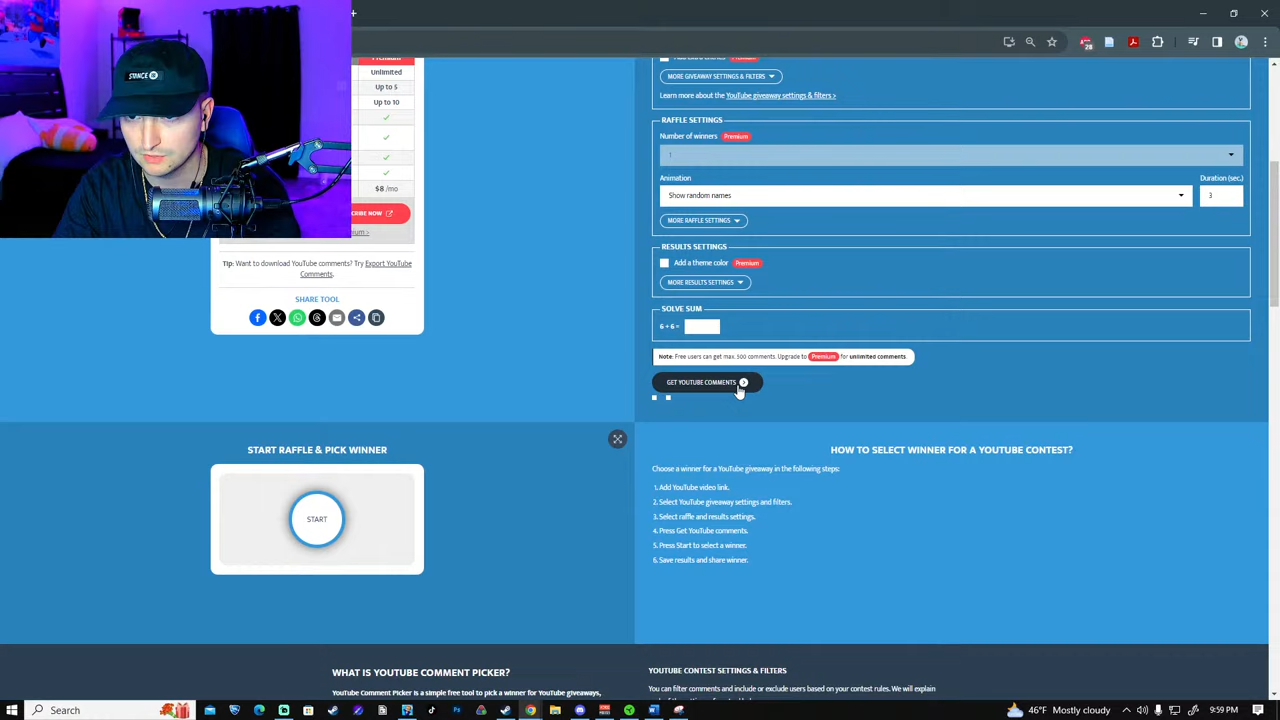 STANCE
Premium
Unlimited
Up to 5
Up to 10
$8 /mo
Tip: Want to download YouTube comments? Try Export YouTube
Comments.
SHARE TOOL
MORE GIVEAWAY SETTINGS & FILTERS
Learn more about the YouTube giveaway settings & filters >
RAFFLE SETTINGS
Number of winners Premium
1
Animation Duration (sec.)
Show random names 3
MORE RAFFLE SETTINGS
RESULTS SETTINGS
Add a theme color Premium
MORE RESULTS SETTINGS
SOLVE SUM
6 + 6 =
Note: Free users can get max. 500 comments. Upgrade to Premium for unlimited comments.
GET YOUTUBE COMMENTS
START RAFFLE & PICK WINNER
START
HOW TO SELECT WINNER FOR A YOUTUBE CONTEST?
Choose a winner for a YouTube giveaway in the following steps:
1. Add YouTube video link.
2. Select YouTube giveaway settings and filters.
3. Select raffle and results settings.
4. Press Get YouTube comments.
5. Press Start to select a winner.
6. Save results and share winner.
WHAT IS YOUTUBE COMMENT PICKER?
YouTube Comment Picker is a simple free tool to pick a winner for YouTube giveaways,
YOUTUBE CONTEST SETTINGS & FILTERS
You can filter comments and include or exclude users based on your contest rules. We will explain
Search
46°F Mostly cloudy
9:59 PM